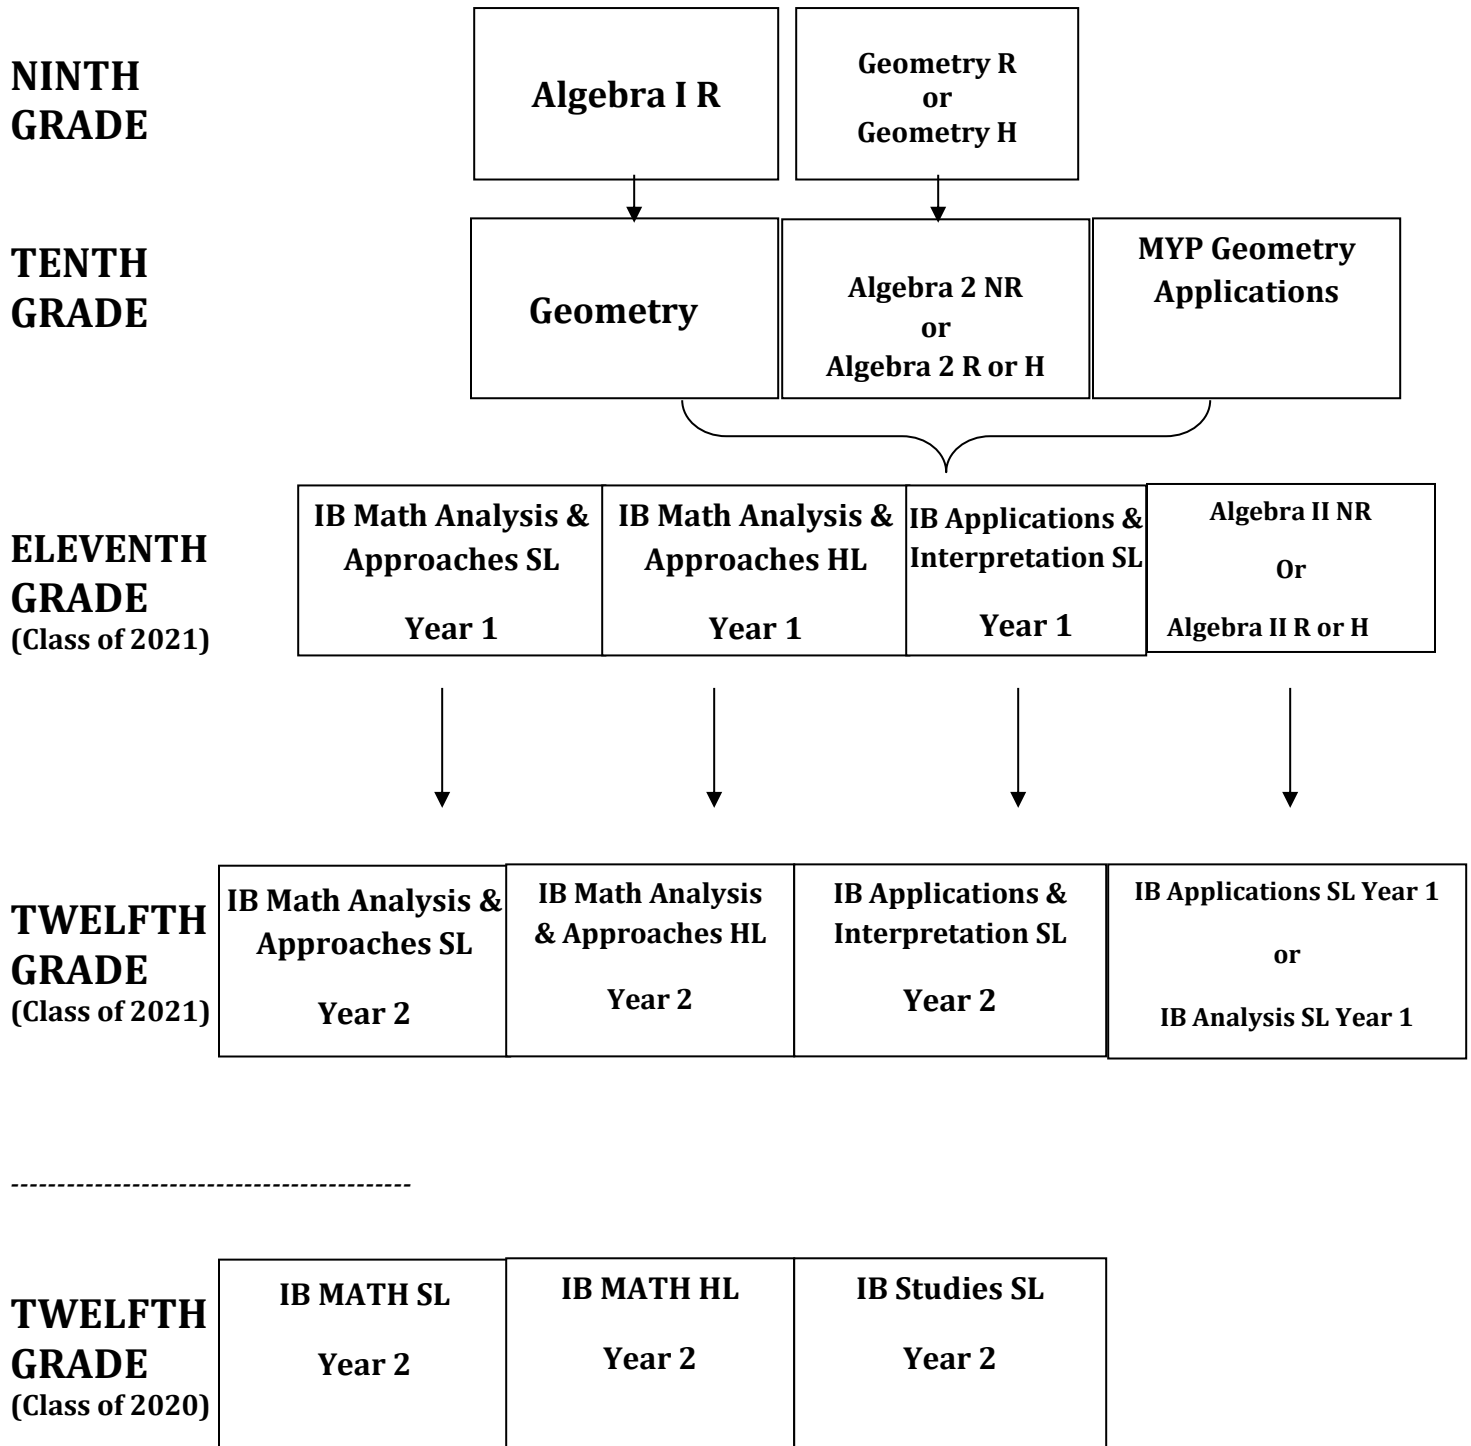 NINTH
GRADE
Algebra I R
Geometry R
or
Geometry H
TENTH
GRADE
Geometry
Algebra 2 NR
or
Algebra 2 R or H
MYP Geometry
Applications
ELEVENTH
GRADE
(Class of 2021)
IB Math Analysis &
Approaches SL
Year 1
IB Math Analysis &
Approaches HL
Year 1
IB Applications &
Interpretation SL
Year 1
Algebra II NR
Or
Algebra II R or H
TWELFTH
GRADE
(Class of 2021)
IB Math Analysis &
Approaches SL
Year 2
IB Math Analysis
& Approaches HL
Year 2
IB Applications &
Interpretation SL
Year 2
IB Applications SL Year 1
or
IB Analysis SL Year 1
-------------------------------------------
TWELFTH
GRADE
(Class of 2020)
IB MATH SL
Year 2
IB MATH HL
Year 2
IB Studies SL
Year 2